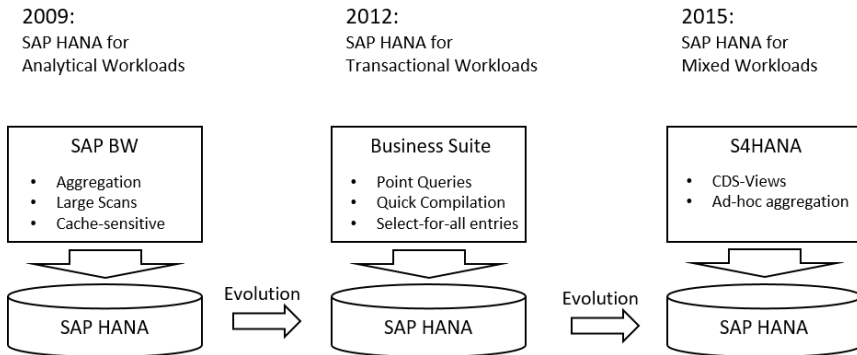 2009:
SAP HANA for
Analytical Workloads
2012:
SAP HANA for
Transactional Workloads
2015:
SAP HANA for
Mixed Workloads
SAP BW
• Aggregation
• Large Scans
• Cache-sensitive
Business Suite
• Point Queries
• Quick Compilation
• Select-for-all entries
S4HANA
• CDS-Views
• Ad-hoc aggregation
SAP HANA
Evolution
SAP HANA
Evolution
SAP HANA